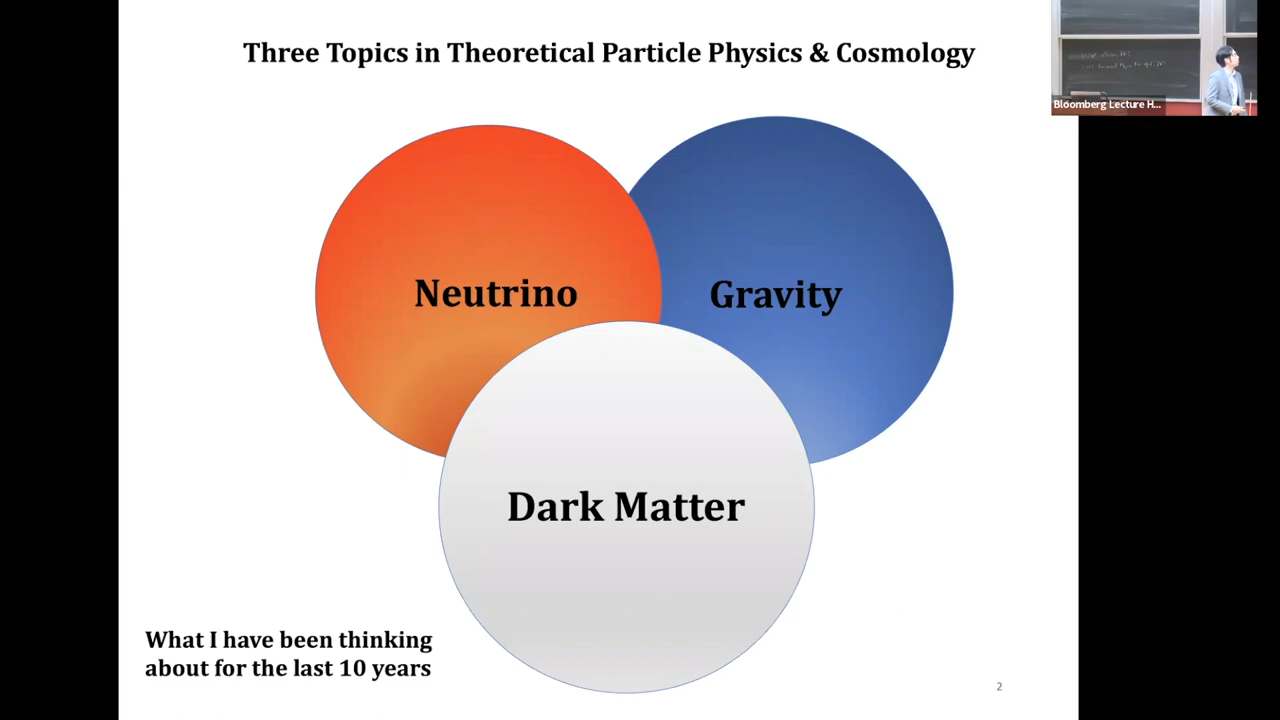 Three Topics in Theoretical Particle Physics & Cosmology
Bloomberg Lecture H...
Neutrino
Gravity
Dark Matter
What I have been thinking
about for the last 10 years
2